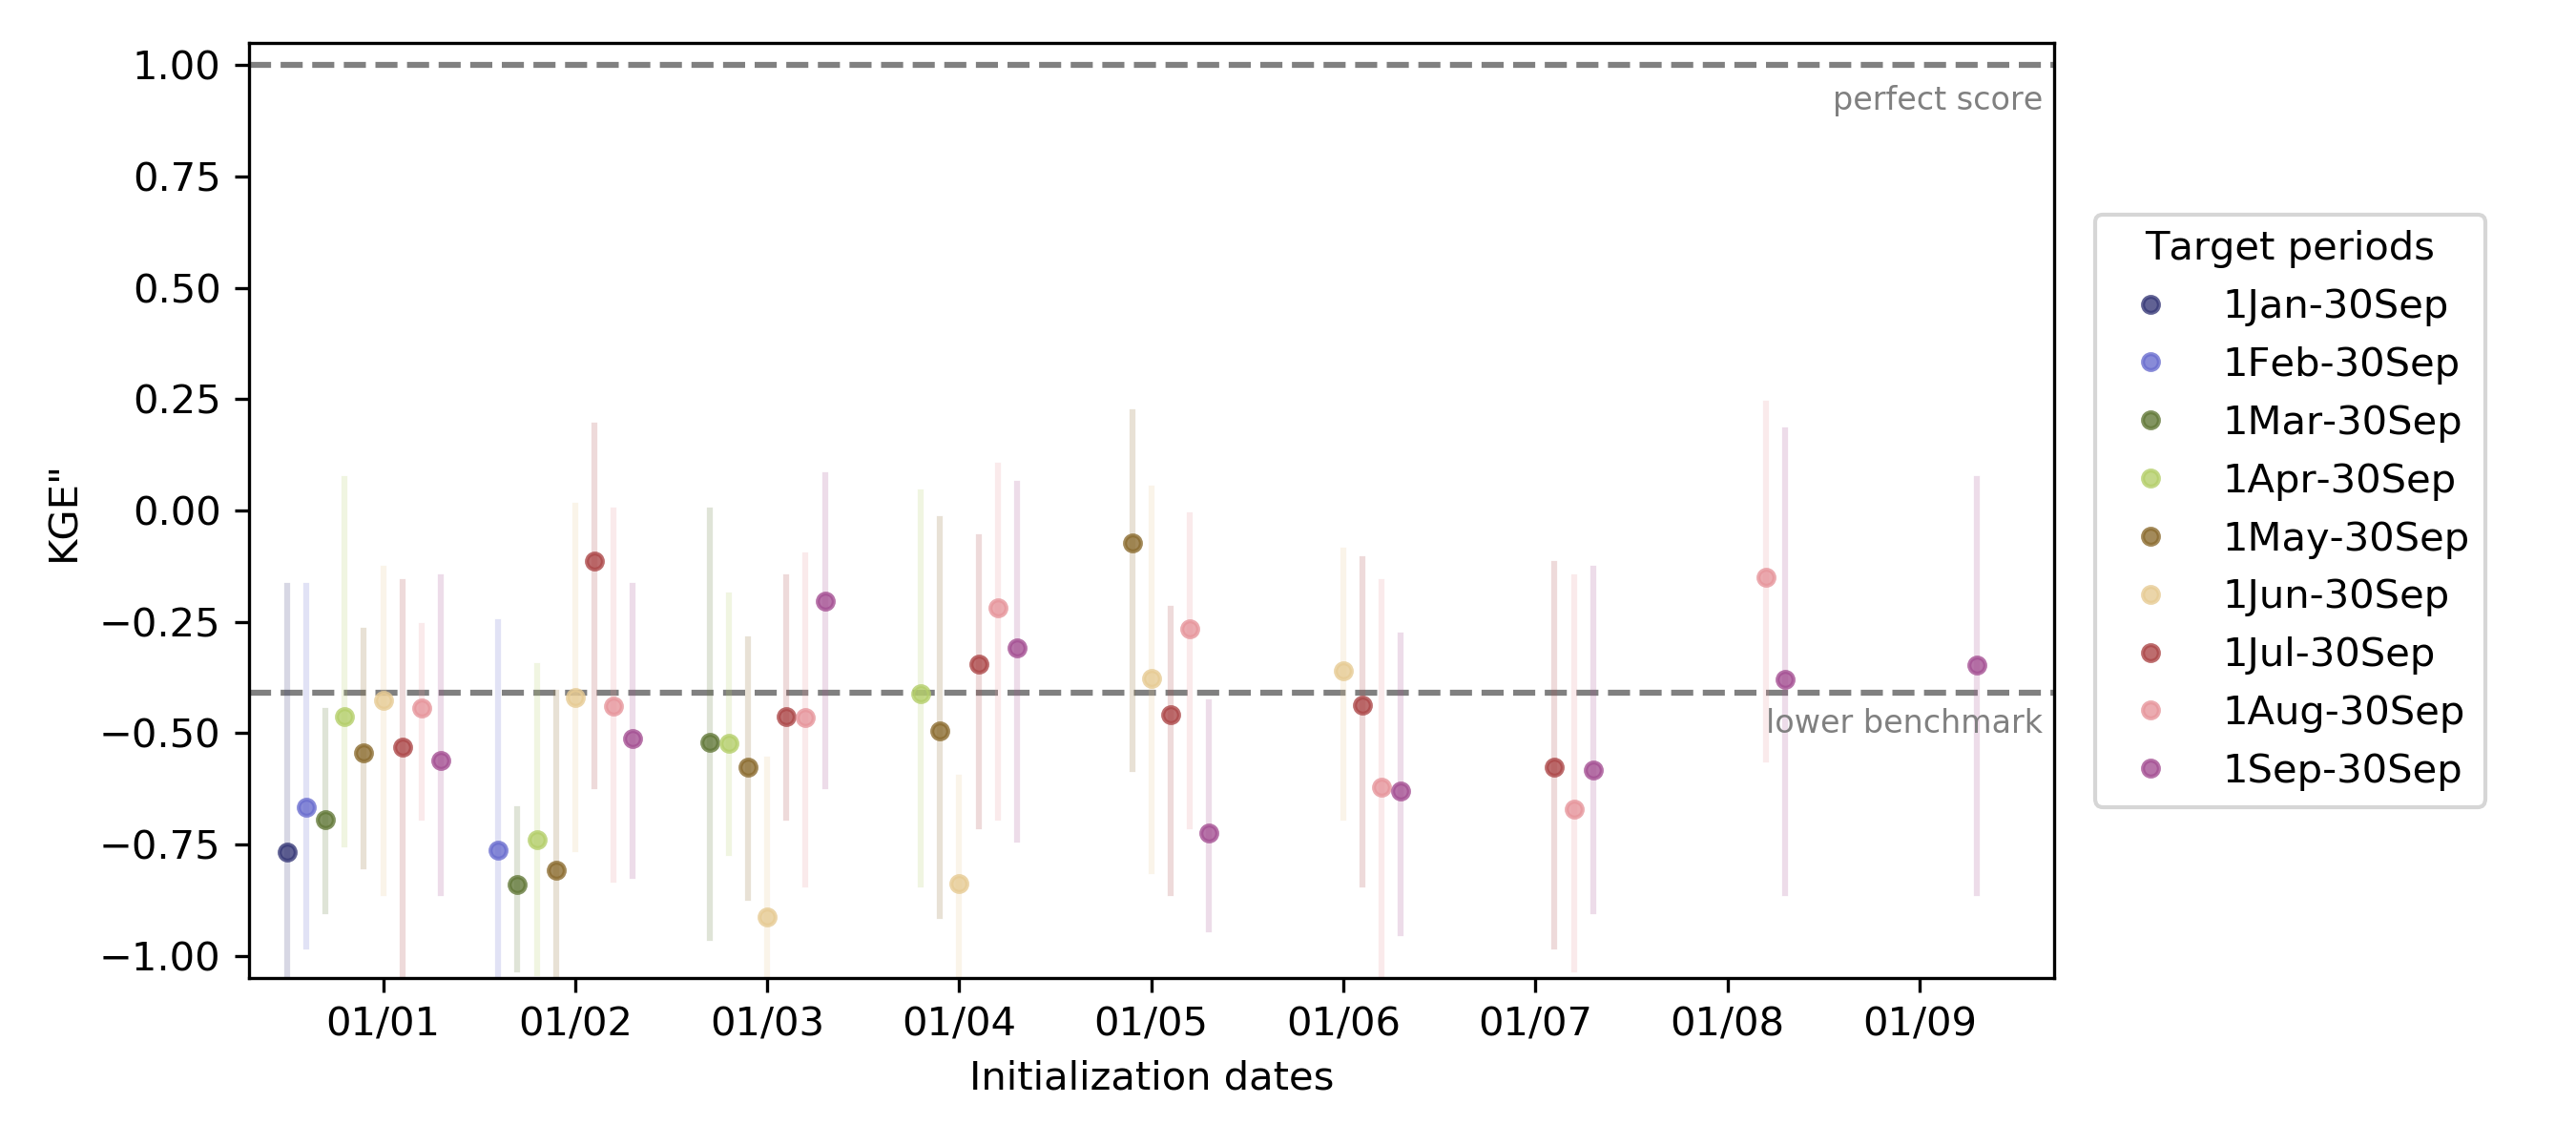 1.00
0.75
0.50
0.25
0.00
−0.25
−0.50
−0.75
−1.00
KGE"
perfect score
lower benchmark
01/01 01/02 01/03 01/04 01/05 01/06 01/07 01/08 01/09
Initialization dates
Target periods
1Jan-30Sep
1Feb-30Sep
1Mar-30Sep
1Apr-30Sep
1May-30Sep
1Jun-30Sep
1Jul-30Sep
1Aug-30Sep
1Sep-30Sep